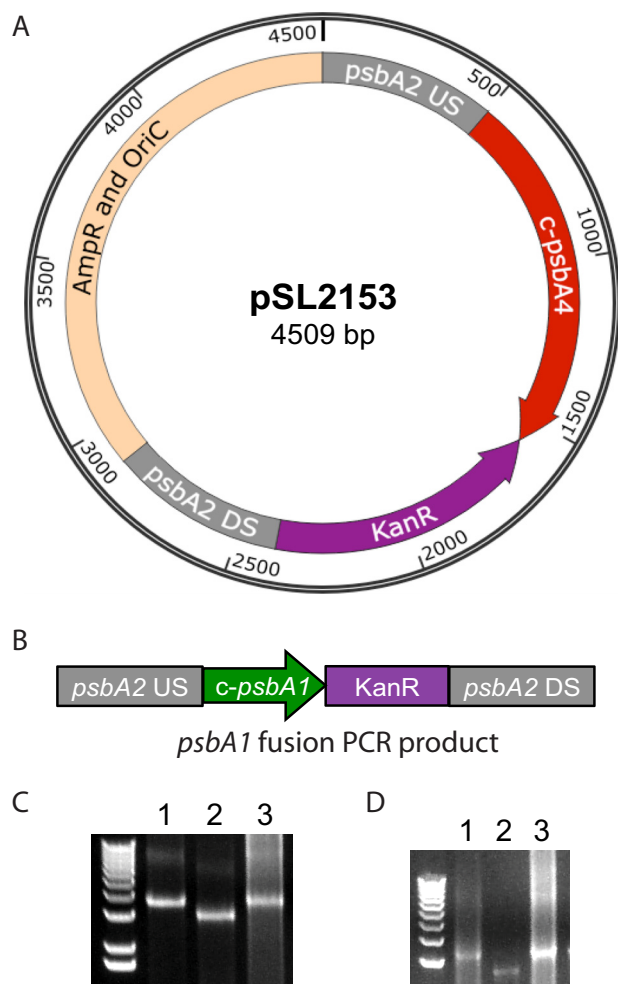 A
4500
psbA2 US
500
c-psbA4
1000
1500
KanR
2000
2500
psbA2 DS
3000
3500
AmpR and OriC
4000
pSL2153
4509 bp
B
psbA2 US
c-psbA1
KanR
psbA2 DS
psbA1 fusion PCR product
C
1 2 3
D
1 2 3